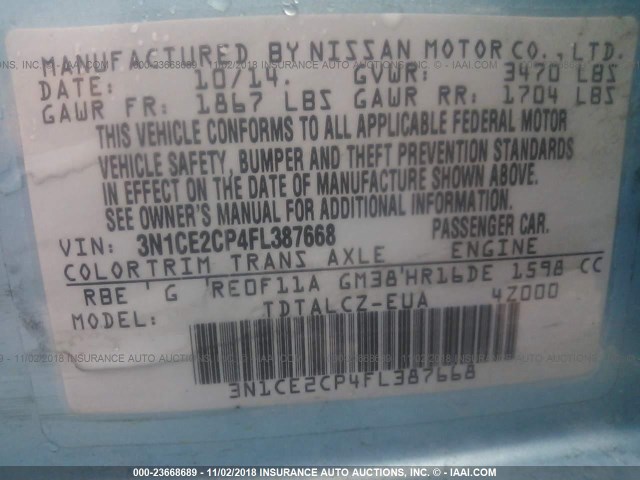 MANUFACTURED BY NISSAN MOTOR CO., LTD.
DATE: 10/14. GVWR: 3470 LBS
GAWR FR: 1867 LBS GAWR RR: 1704 LBS
THIS VEHICLE CONFORMS TO ALL APPLICABLE FEDERAL MOTOR
VEHICLE SAFETY, BUMPER AND THEFT PREVENTION STANDARDS
IN EFFECT ON THE DATE OF MANUFACTURE SHOWN ABOVE.
SEE OWNER'S MANUAL FOR ADDITIONAL INFORMATION.
VIN: 3N1CE2CP4FL387668 PASSENGER CAR.
COLOR TRIM TRANS AXLE ENGINE
RBE ' G 'RE0F11A GM38'HR16DE 1598 CC
MODEL: TDTALCZ-EUA 4Z000
3N1CE2CP4FL387668
000-23668689 - 11/02/2018 INSURANCE AUTO AUCTIONS, INC. - © IAAI.COM